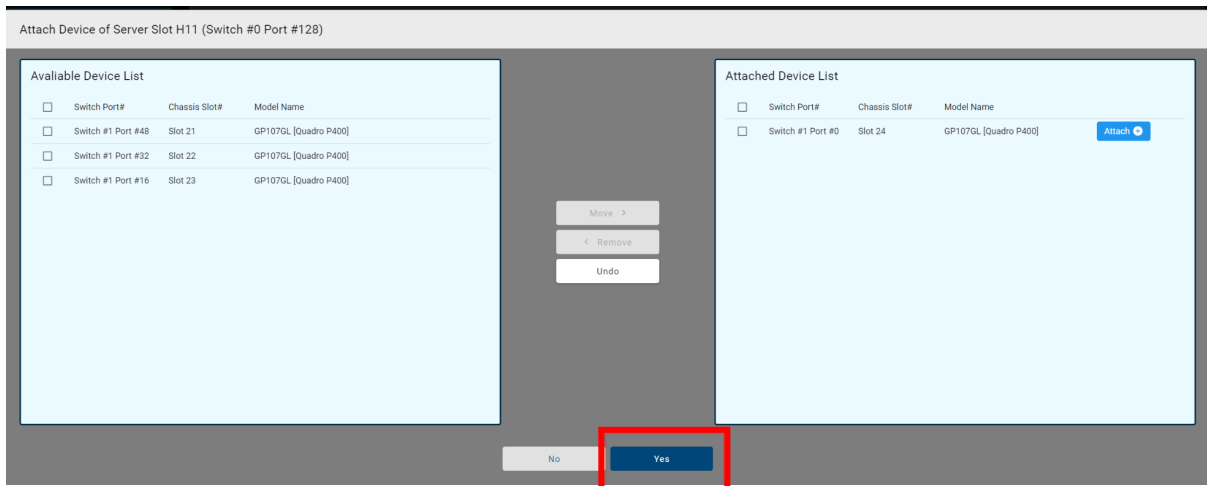 Attach Device of Server Slot H11 (Switch #0 Port #128)
Avaliable Device List
Switch Port# Chassis Slot# Model Name
Switch #1 Port #48 Slot 21 GP107GL [Quadro P400]
Switch #1 Port #32 Slot 22 GP107GL [Quadro P400]
Switch #1 Port #16 Slot 23 GP107GL [Quadro P400]
Move >
< Remove
Undo
Attached Device List
Switch Port# Chassis Slot# Model Name
Switch #1 Port #0 Slot 24 GP107GL [Quadro P400] Attach
No
Yes